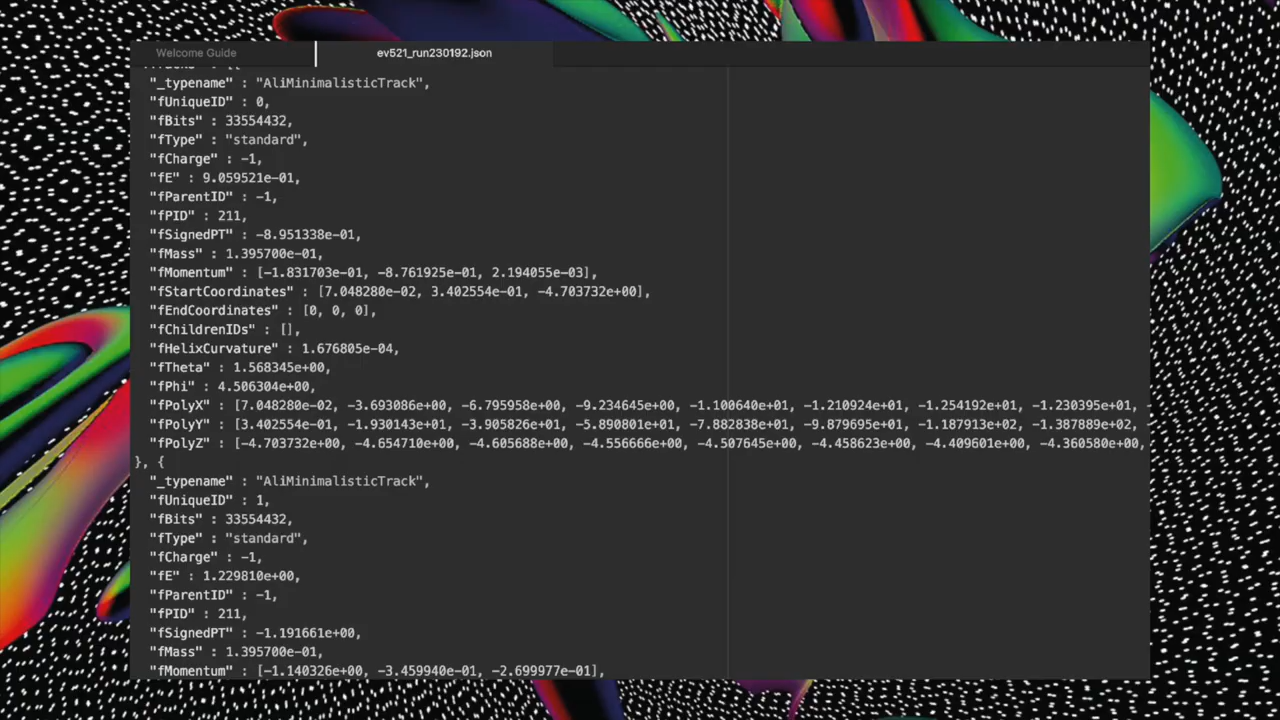 Welcome Guide
ev521_run230192.json
"_typename" : "AliMinimalisticTrack",
"fUniqueID" : 0,
"fBits" : 33554432,
"fType" : "standard",
"fCharge" : -1,
"fE" : 9.059521e-01,
"fParentID" : -1,
"fPID" : 211,
"fSignedPT" : -8.951338e-01,
"fMass" : 1.395700e-01,
"fMomentum" : [-1.831703e-01, -8.761925e-01, 2.194055e-03],
"fStartCoordinates" : [7.048280e-02, 3.402554e-01, -4.703732e+00],
"fEndCoordinates" : [0, 0, 0],
"fChildrenIDs" : [],
"fHelixCurvature" : 1.676805e-04,
"fTheta" : 1.568345e+00,
"fPhi" : 4.506304e+00,
"fPolyX" : [7.048280e-02, -3.693086e+00, -6.795958e+00, -9.234645e+00, -1.100640e+01, -1.210924e+01, -1.254192e+01, -1.230395e+01,
"fPolyY" : [3.402554e-01, -1.930143e+01, -3.905826e+01, -5.890801e+01, -7.882838e+01, -9.879695e+01, -1.187913e+02, -1.387889e+02,
"fPolyZ" : [-4.703732e+00, -4.654710e+00, -4.605688e+00, -4.556666e+00, -4.507645e+00, -4.458623e+00, -4.409601e+00, -4.360580e+00,
}, {
"_typename" : "AliMinimalisticTrack",
"fUniqueID" : 1,
"fBits" : 33554432,
"fType" : "standard",
"fCharge" : -1,
"fE" : 1.229810e+00,
"fParentID" : -1,
"fPID" : 211,
"fSignedPT" : -1.191661e+00,
"fMass" : 1.395700e-01,
"fMomentum" : [-1.140326e+00, -3.459940e-01, -2.699977e-01],